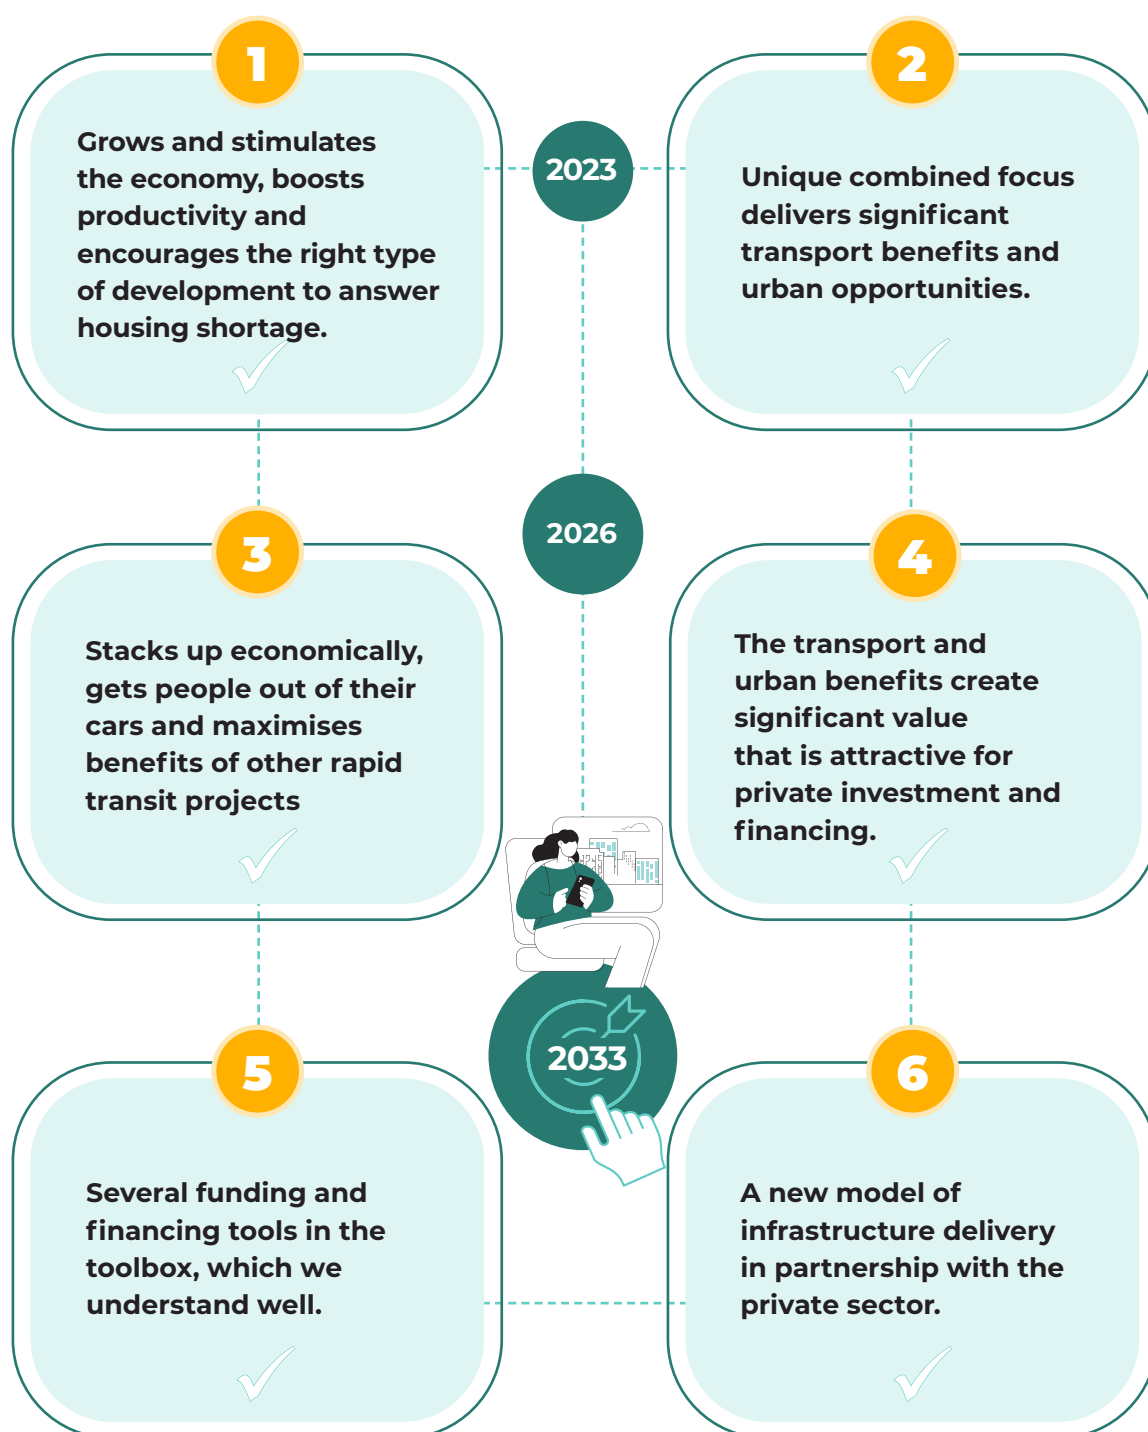 1
Grows and stimulates
the economy, boosts
productivity and
encourages the right type
of development to answer
housing shortage.
2023
2
Unique combined focus
delivers significant
transport benefits and
urban opportunities.
2026
3
Stacks up economically,
gets people out of their
cars and maximises
benefits of other rapid
transit projects
4
The transport and
urban benefits create
significant value
that is attractive for
private investment and
financing.
2033
5
Several funding and
financing tools in the
toolbox, which we
understand well.
6
A new model of
infrastructure delivery
in partnership with the
private sector.